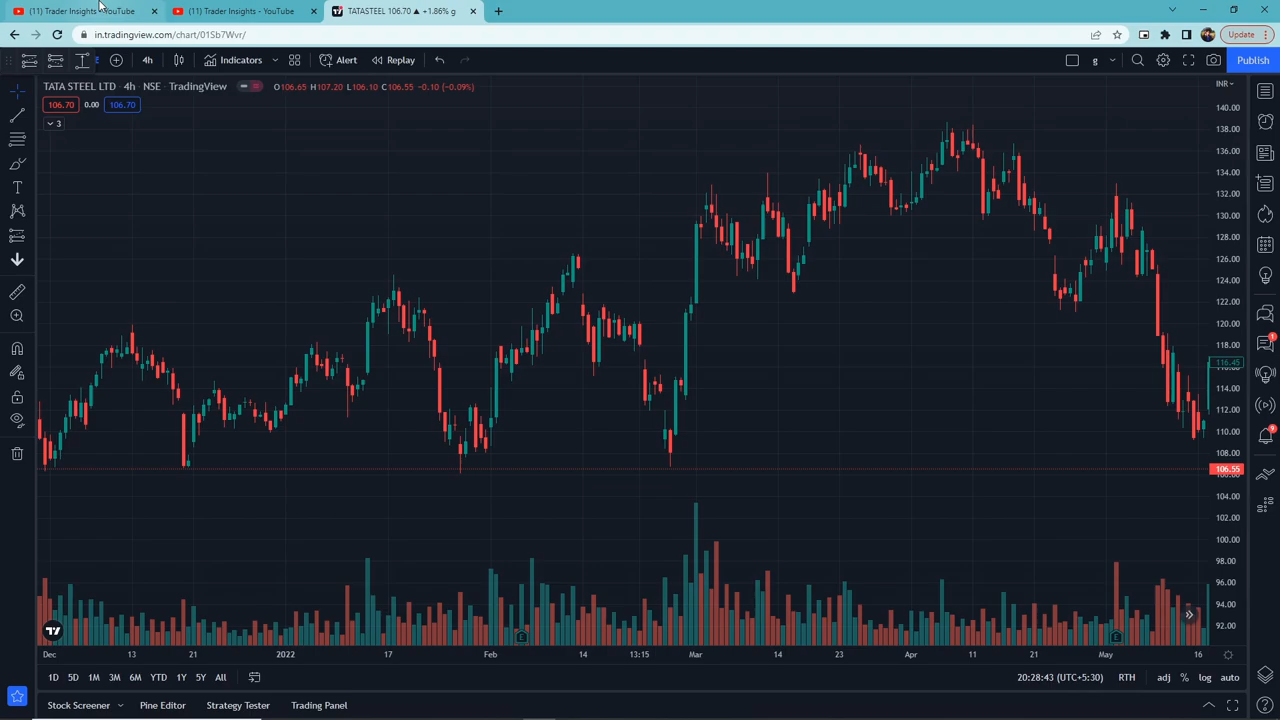 (11) Trader Insights - YouTube
(11) Trader Insights - YouTube
TATASTEEL 106.70 ▲ +1.86% g
in.tradingview.com/chart/01Sb7Wvr/
Update
4h
Indicators
Alert
Replay
g
Publish
TATA STEEL LTD · 4h · NSE · TradingView
O106.65 H107.20 L106.10 C106.55 -0.10 (-0.09%)
INR
106.70 0.00 106.70
3
140.00
138.00
136.00
134.00
132.00
130.00
128.00
126.00
124.00
122.00
120.00
118.00
116.45
114.00
112.00
110.00
108.00
106.55
104.00
102.00
100.00
98.00
96.00
94.00
92.00
E
E
Dec 13 21 2022 17 Feb 14 13:15 Mar 14 23 Apr 11 21 May 16
1D 5D 1M 3M 6M YTD 1Y 5Y All
20:28:43 (UTC+5:30) RTH adj % log auto
Stock Screener Pine Editor Strategy Tester Trading Panel